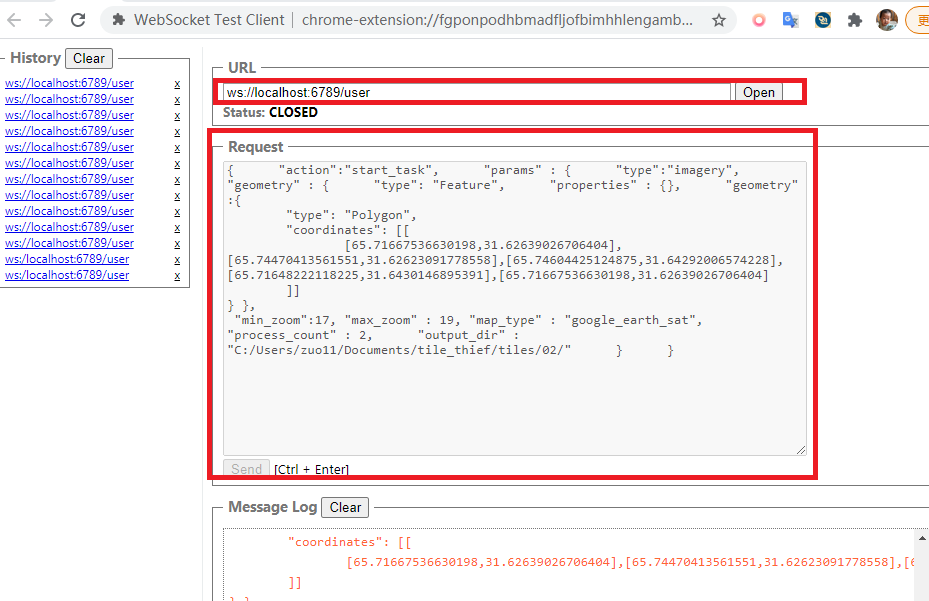 WebSocket Test Client | chrome-extension://fgponpodhbmadfljofbimhhlengamb...
更
History Clear
ws://localhost:6789/user x
ws://localhost:6789/user x
ws://localhost:6789/user x
ws://localhost:6789/user x
ws://localhost:6789/user x
ws://localhost:6789/user x
ws://localhost:6789/user x
ws://localhost:6789/user x
ws://localhost:6789/user x
ws://localhost:6789/user x
ws://localhost:6789/user x
ws:/localhost:6789/user x
ws:/localhost:6789/user x
URL
ws://localhost:6789/user Open
Status: CLOSED
Request
{ "action":"start_task", "params" : { "type":"imagery",
"geometry" : { "type": "Feature", "properties" : {}, "geometry"
:{
"type": "Polygon",
"coordinates": [[
[65.71667536630198,31.62639026706404],
[65.74470413561551,31.62623091778558],[65.74604425124875,31.64292006574228],
[65.71648222118225,31.6430146895391],[65.71667536630198,31.62639026706404]
]]
} },
"min_zoom":17, "max_zoom" : 19, "map_type" : "google_earth_sat",
"process_count" : 2, "output_dir" :
"C:/Users/zuo11/Documents/tile_thief/tiles/02/" } }
Send [Ctrl + Enter]
Message Log Clear
"coordinates": [[
[65.71667536630198,31.62639026706404],[65.74470413561551,31.62623091778558],[6
]]